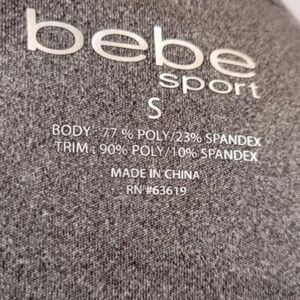 bebe
sport
S
BODY : 77 % POLY/23% SPANDEX
TRIM : 90% POLY/10% SPANDEX
MADE IN CHINA
RN #63619